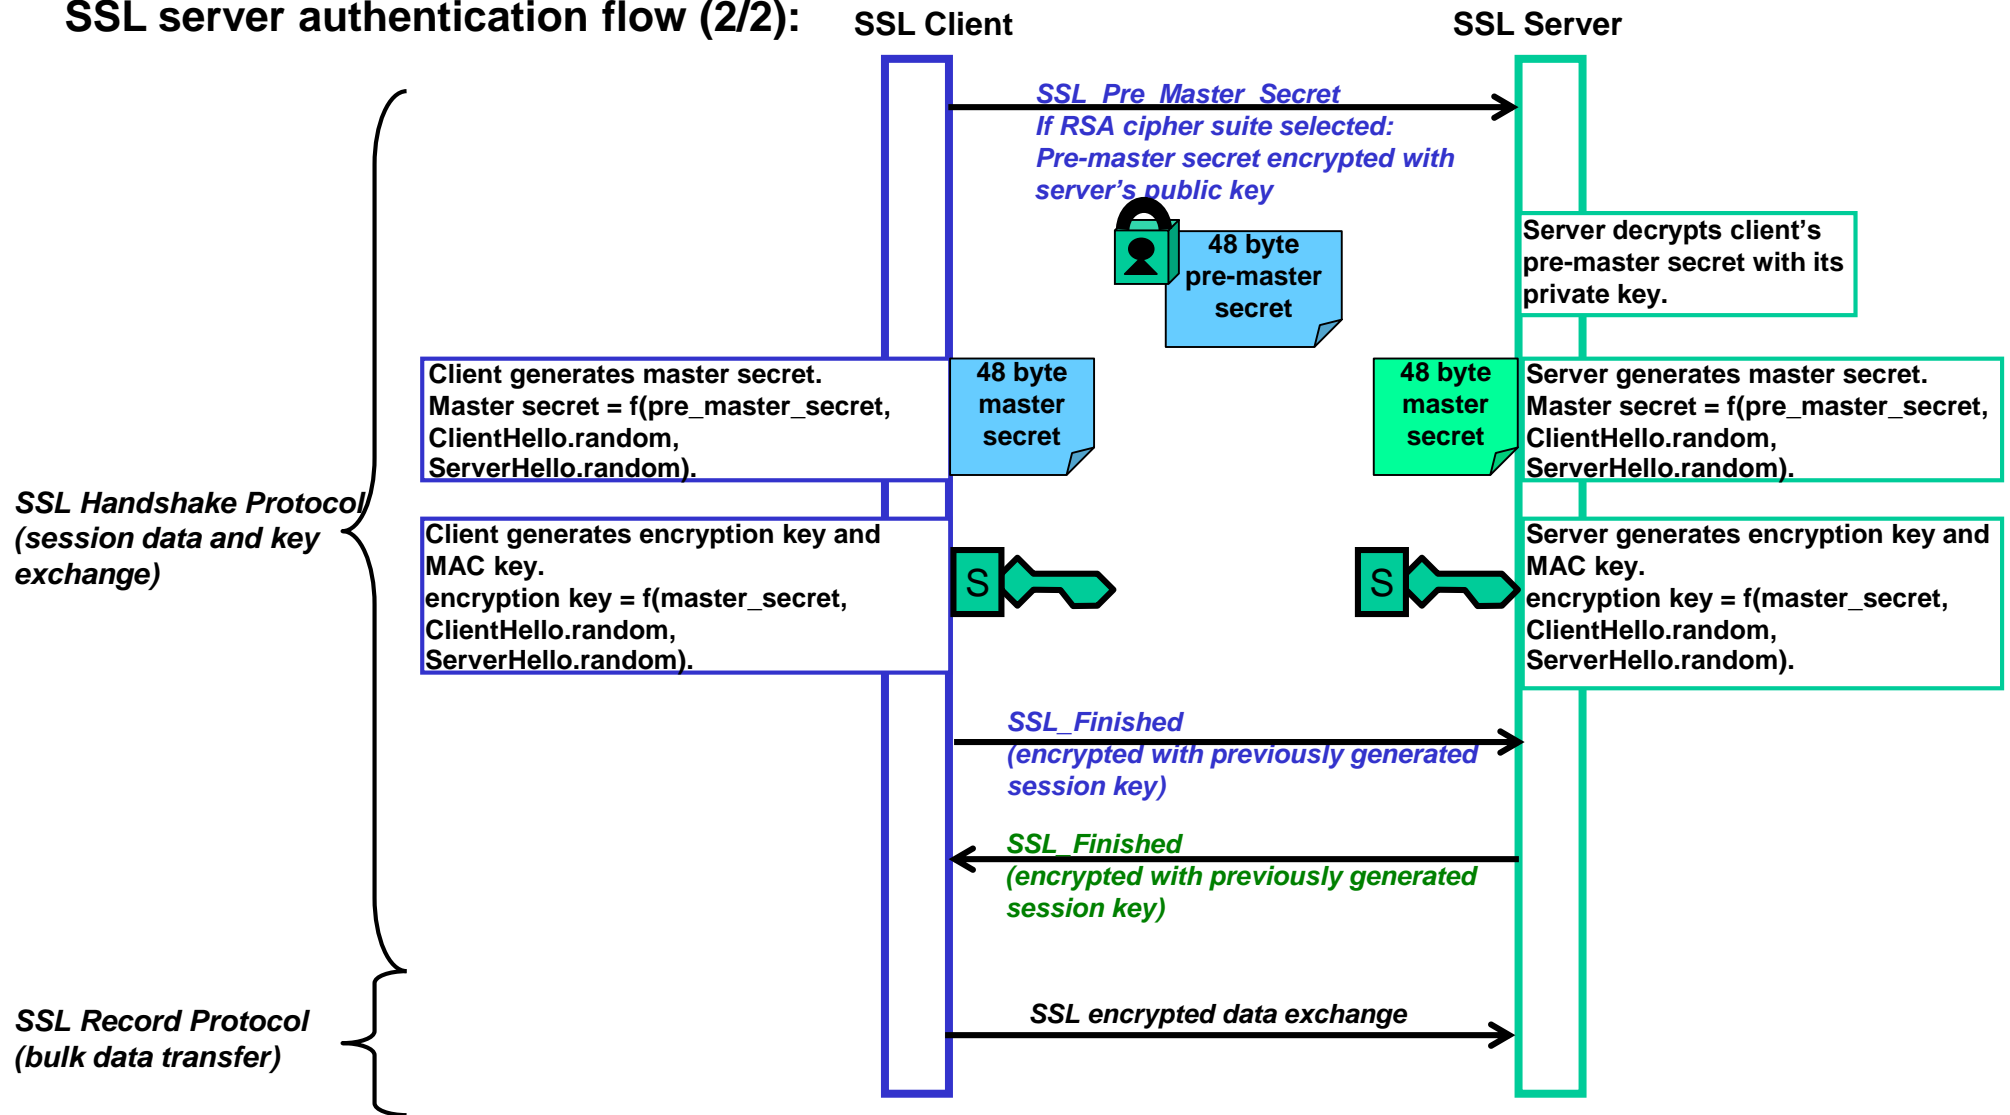 SSL server authentication flow (2/2):
SSL Client
SSL Server
SSL_Pre_Master_Secret
If RSA cipher suite selected:
Pre-master secret encrypted with
server’s public key
48 byte
pre-master
secret
Server decrypts client’s
pre-master secret with its
private key.
Client generates master secret.
Master secret = f(pre_master_secret,
ClientHello.random,
ServerHello.random).
48 byte
master
secret
48 byte
master
secret
Server generates master secret.
Master secret = f(pre_master_secret,
ClientHello.random,
ServerHello.random).
SSL Handshake Protocol
(session data and key
exchange)
Client generates encryption key and
MAC key.
encryption key = f(master_secret,
ClientHello.random,
ServerHello.random).
S
S
Server generates encryption key and
MAC key.
encryption key = f(master_secret,
ClientHello.random,
ServerHello.random).
SSL_Finished
(encrypted with previously generated
session key)
SSL_Finished
(encrypted with previously generated
session key)
SSL Record Protocol
(bulk data transfer)
SSL encrypted data exchange